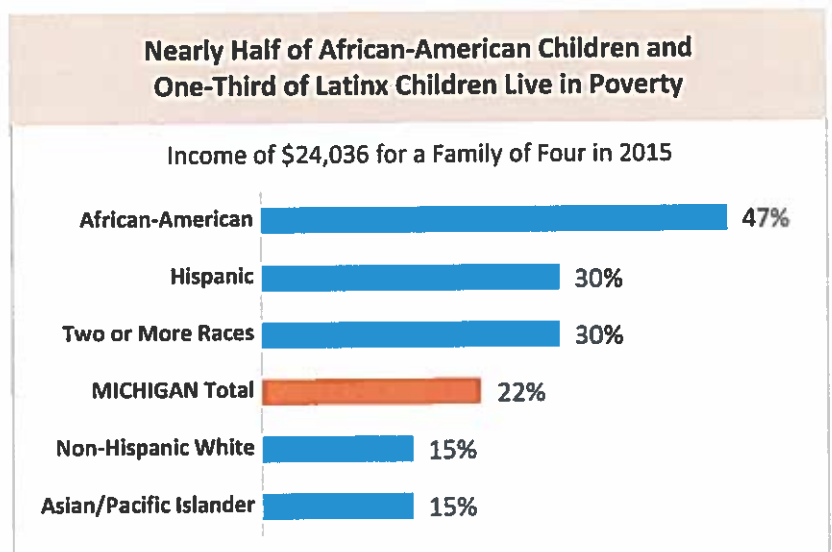 Nearly Half of African-American Children and
One-Third of Latinx Children Live in Poverty
Income of $24,036 for a Family of Four in 2015
African-American 47%
Hispanic 30%
Two or More Races 30%
MICHIGAN Total 22%
Non-Hispanic White 15%
Asian/Pacific Islander 15%